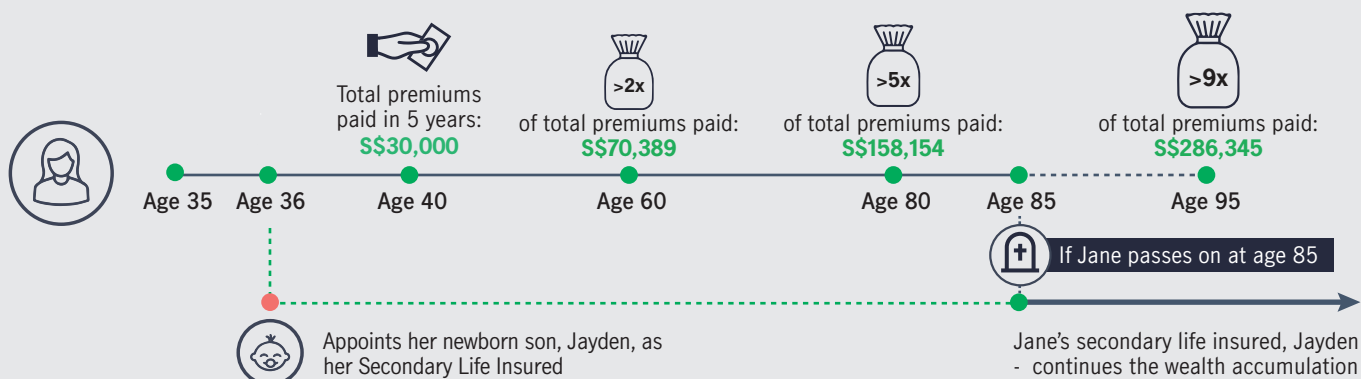 Total premiums
paid in 5 years:
S$30,000
>2x
of total premiums paid:
S$70,389
>5x
of total premiums paid:
S$158,154
>9x
of total premiums paid:
S$286,345
Age 35
Age 36
Age 40
Age 60
Age 80
Age 85
Age 95
If Jane passes on at age 85
Appoints her newborn son, Jayden, as
her Secondary Life Insured
Jane's secondary life insured, Jayden
- continues the wealth accumulation